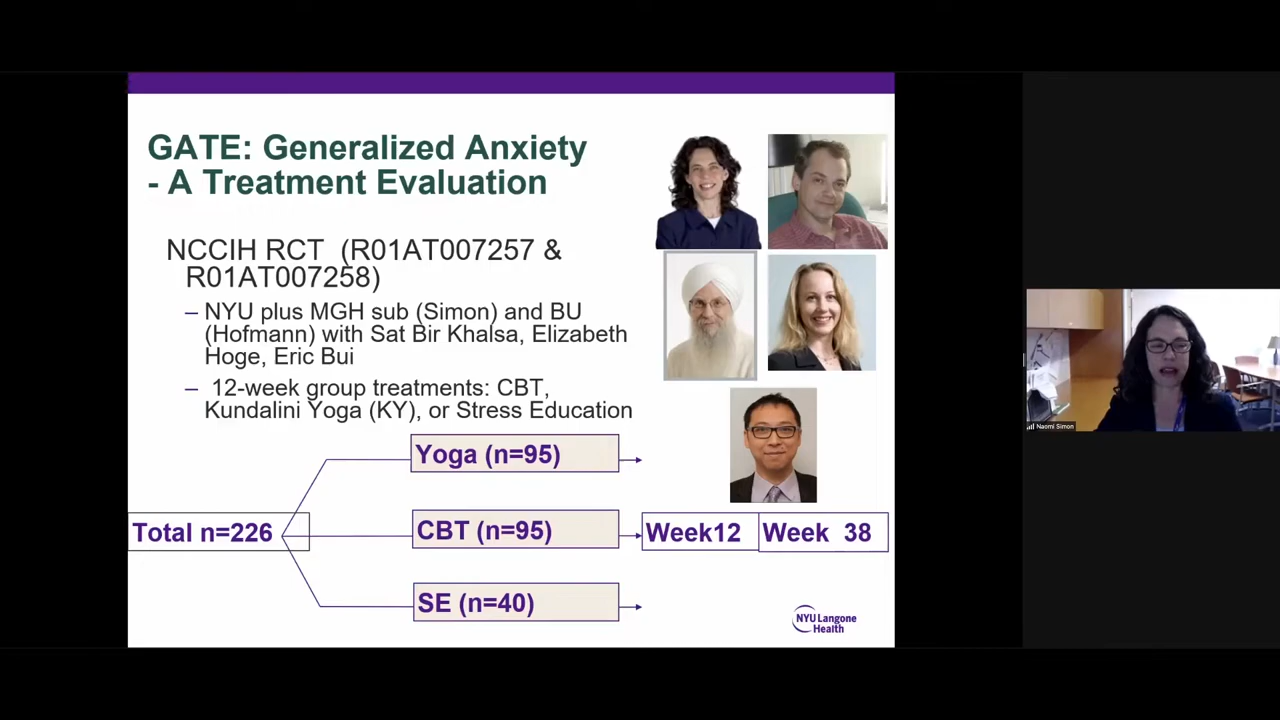 GATE: Generalized Anxiety
- A Treatment Evaluation
NCCIH RCT (R01AT007257 &
R01AT007258)
– NYU plus MGH sub (Simon) and BU
(Hofmann) with Sat Bir Khalsa, Elizabeth
Hoge, Eric Bui
– 12-week group treatments: CBT,
Kundalini Yoga (KY), or Stress Education
Yoga (n=95)
Total n=226
CBT (n=95)
Week12
Week 38
SE (n=40)
NYU Langone
Health
Naomi Simon